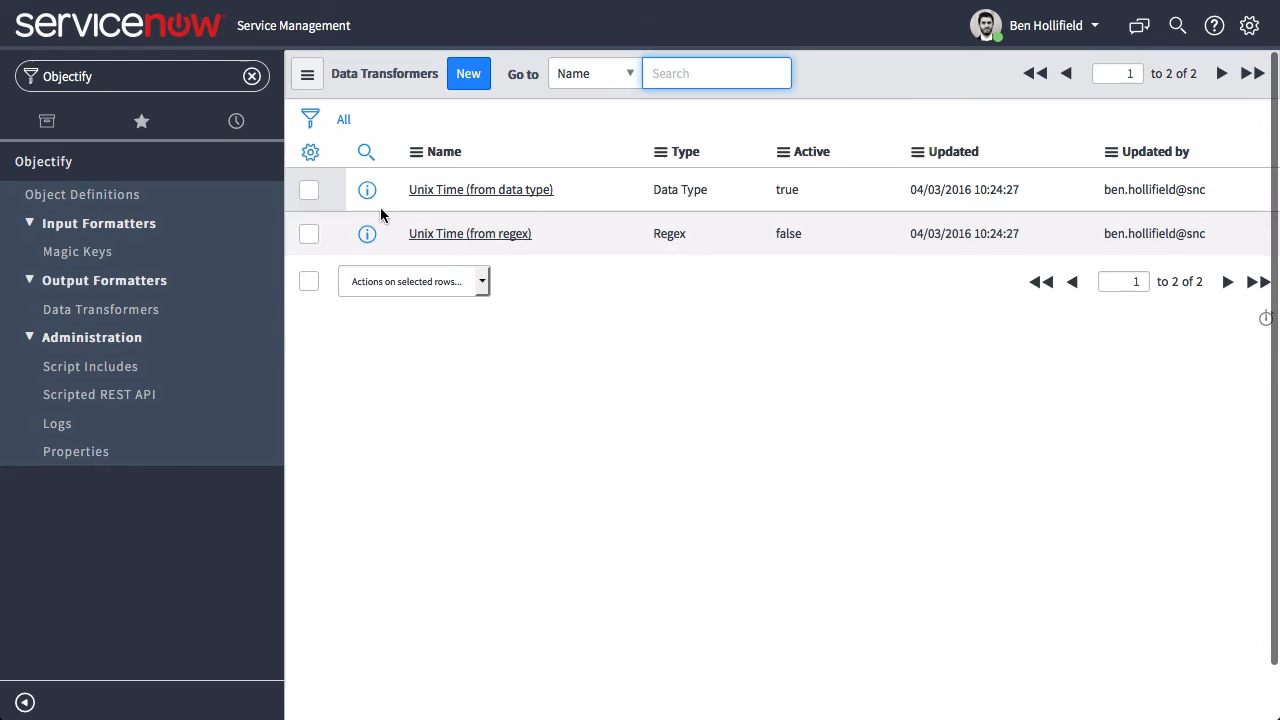 servicenow Service Management
Ben Hollifield
Objectify
Data Transformers New Go to Name Search 1 to 2 of 2
All
Name Type Active Updated Updated by
Unix Time (from data type) Data Type true 04/03/2016 10:24:27 ben.hollifield@snc
Unix Time (from regex) Regex false 04/03/2016 10:24:27 ben.hollifield@snc
Actions on selected rows... 1 to 2 of 2
Objectify
Object Definitions
Input Formatters
Magic Keys
Output Formatters
Data Transformers
Administration
Script Includes
Scripted REST API
Logs
Properties